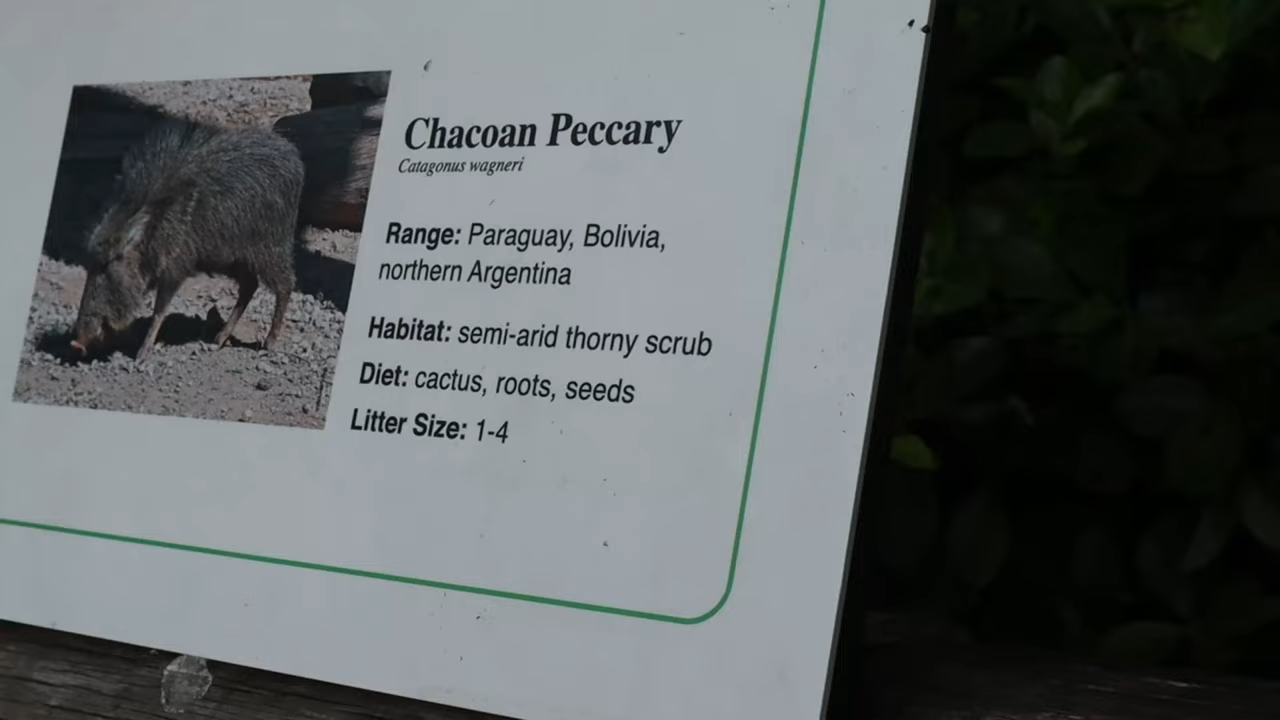 Chacoan Peccary
Catagonus wagneri
Range: Paraguay, Bolivia,
northern Argentina
Habitat: semi-arid thorny scrub
Diet: cactus, roots, seeds
Litter Size: 1-4